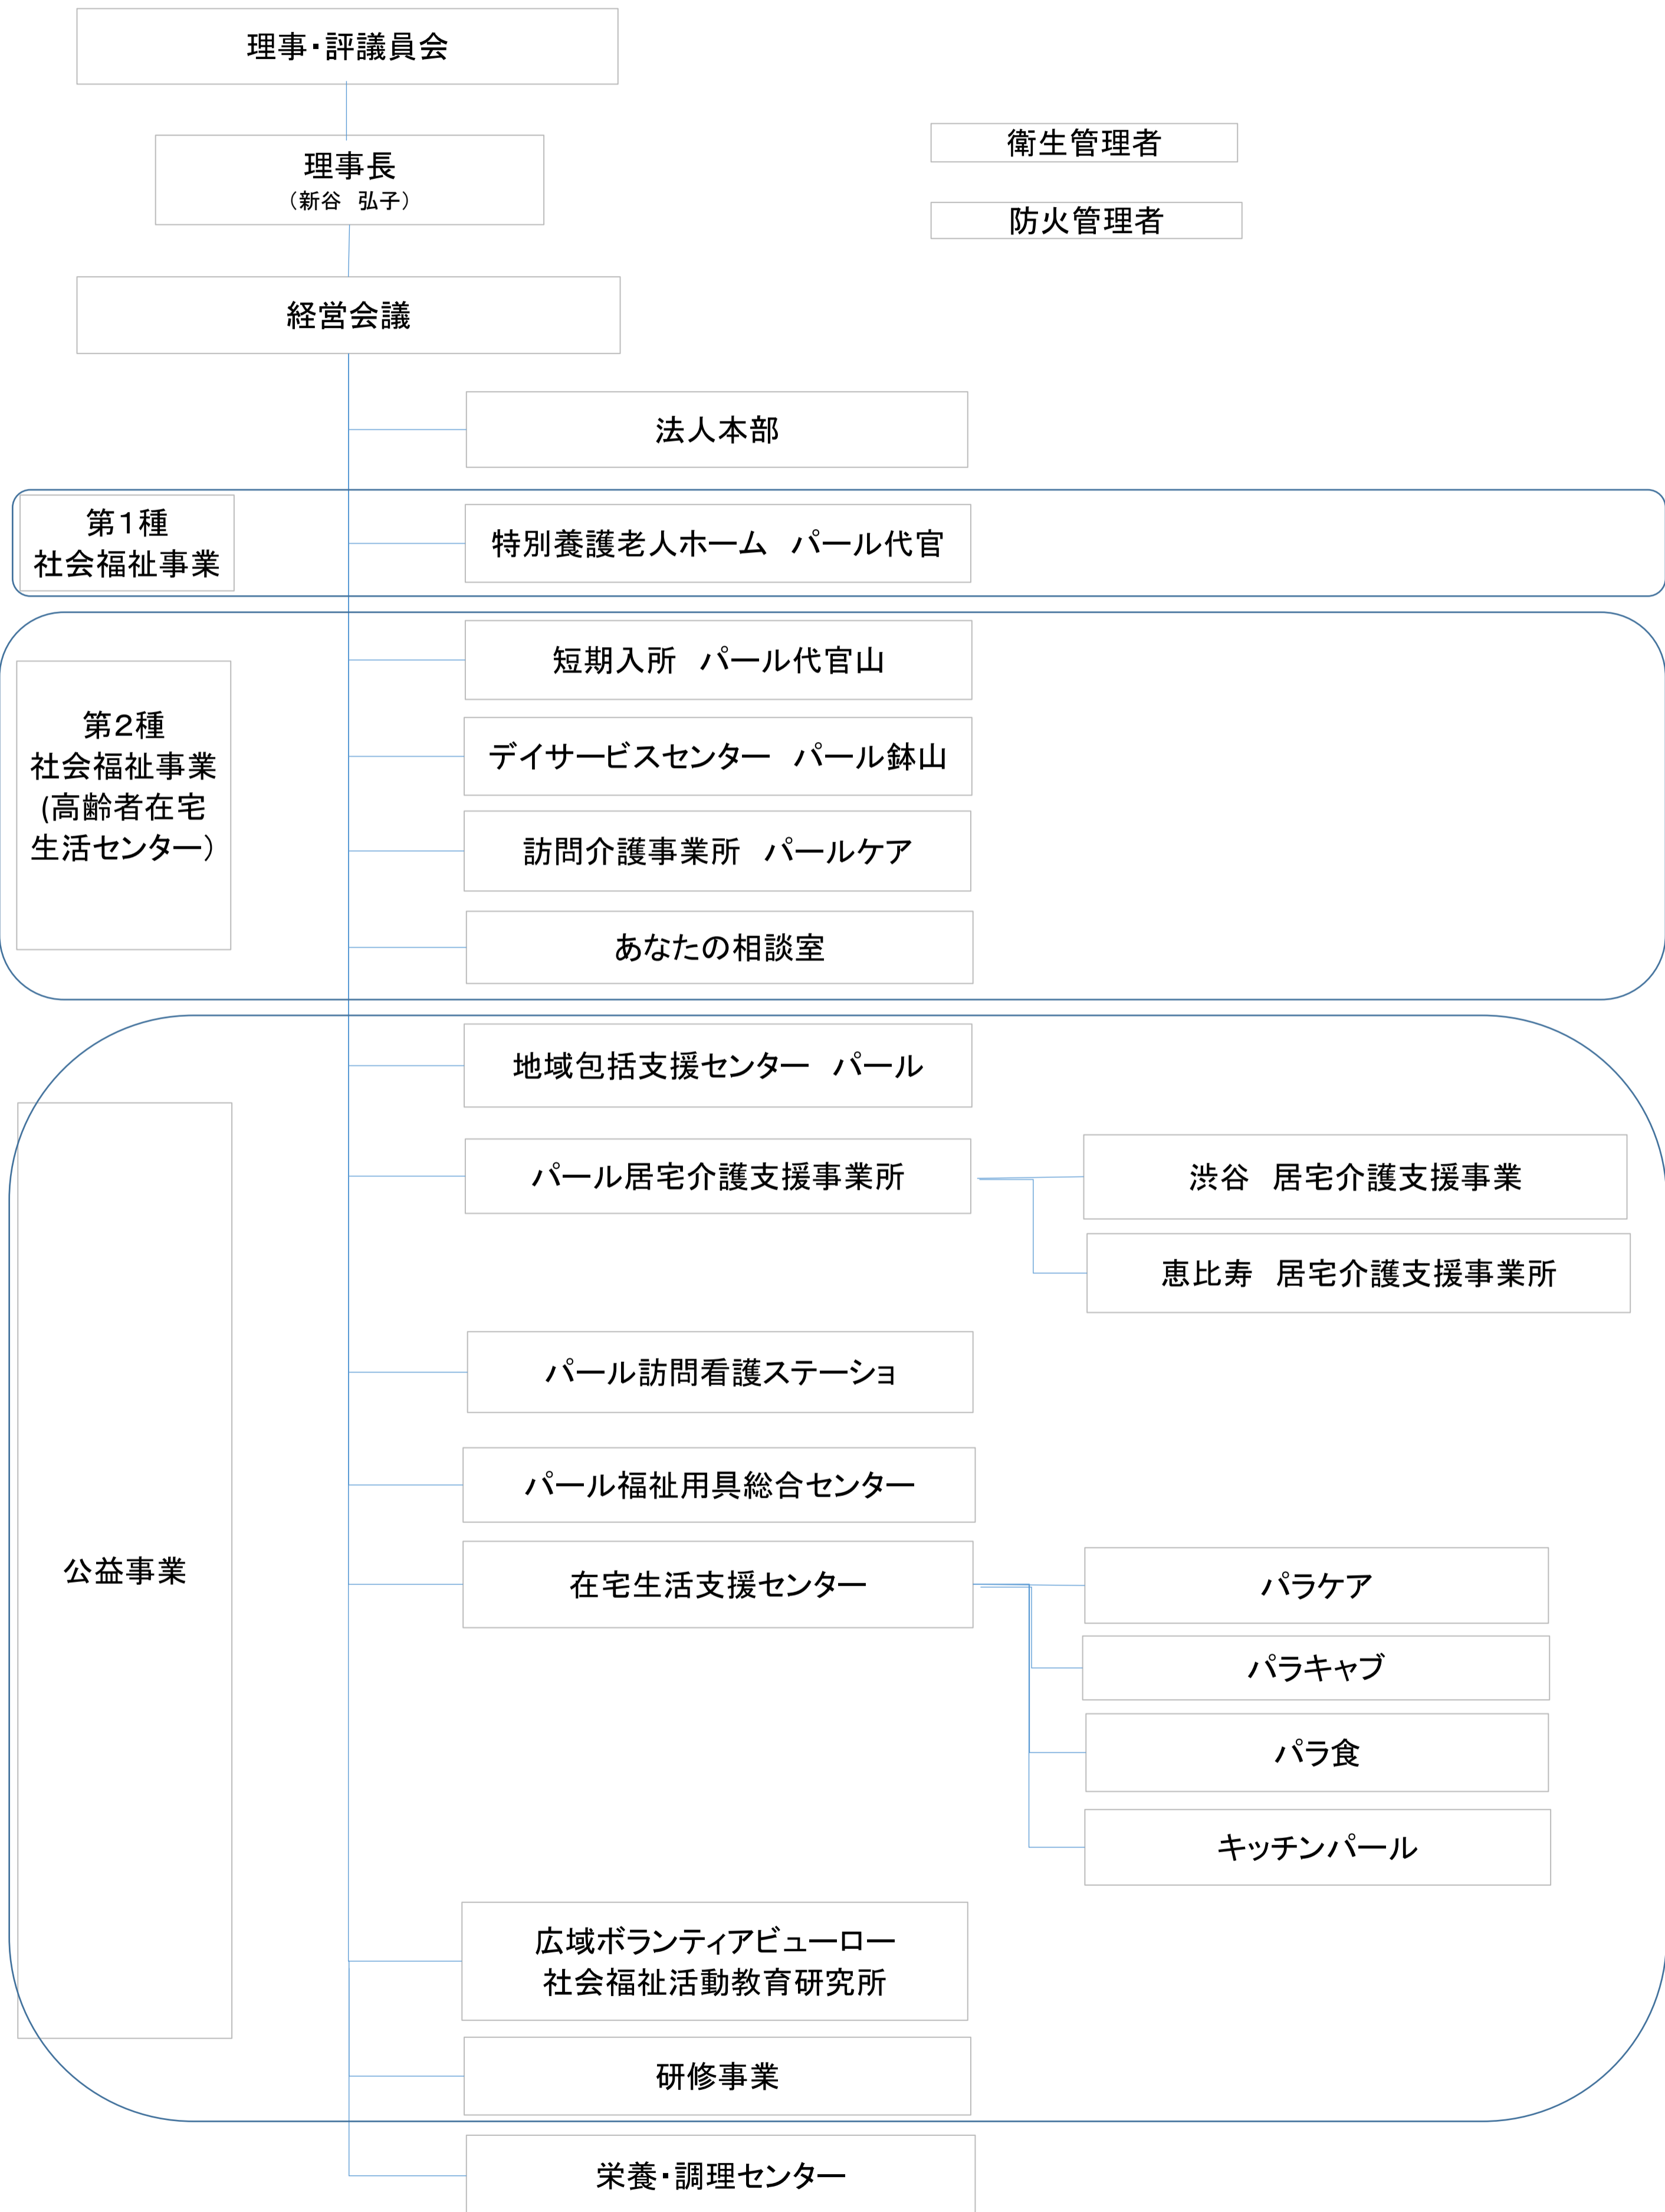 理事・評議員会
理事長
（新谷　弘子）
衛生管理者
防火管理者
経営会議
法人本部
第１種
社会福祉事業
特別養護老人ホーム　パール代官
第２種
社会福祉事業
(高齢者在宅
生活センター)
短期入所　パール代官山
デイサービスセンター　パール鉢山
訪問介護事業所　パールケア
あなたの相談室
公益事業
地域包括支援センター　パール
パール居宅介護支援事業所
渋谷　居宅介護支援事業
恵比寿　居宅介護支援事業所
パール訪問看護ステーショ
パール福祉用具総合センター
在宅生活支援センター
パラケア
パラキャブ
パラ食
キッチンパール
広域ボランティアビューロー
社会福祉活動教育研究所
研修事業
栄養・調理センター